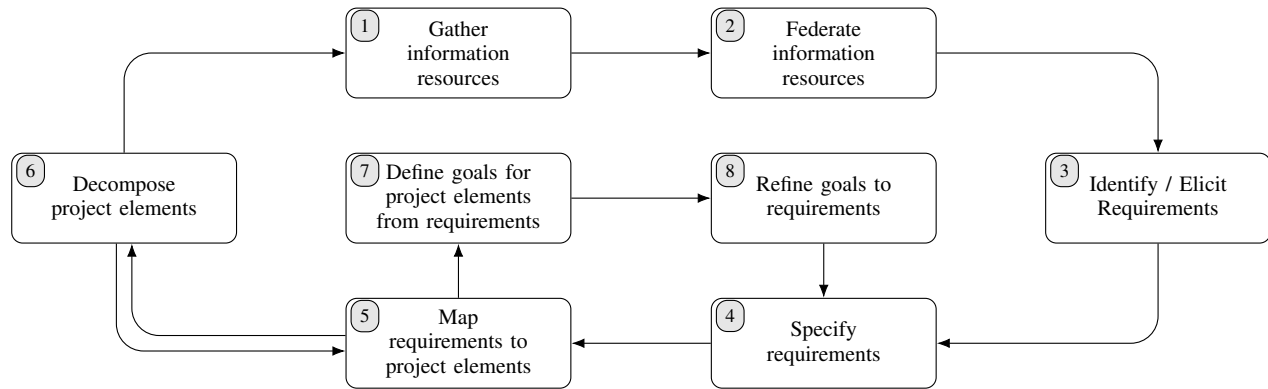 1
Gather
information
resources
2
Federate
information
resources
6
Decompose
project elements
7
Define goals for
project elements
from requirements
8
Refine goals to
requirements
3
Identify / Elicit
Requirements
5
Map
requirements to
project elements
4
Specify
requirements